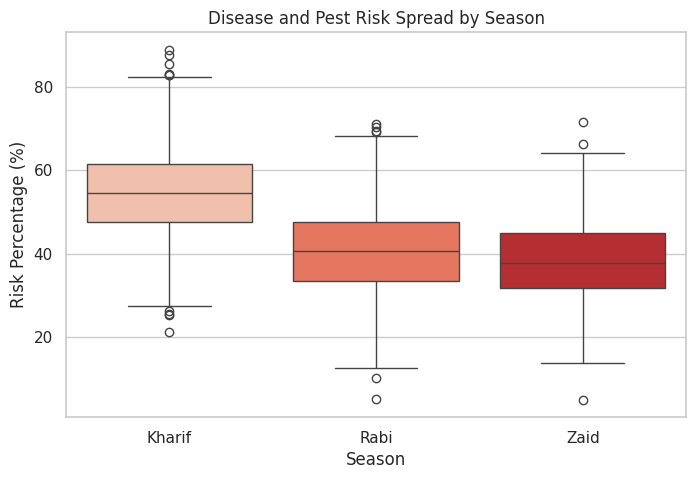 Disease and Pest Risk Spread by Season
Risk Percentage (%)
80
60
40
20
Kharif
Rabi
Zaid
Season